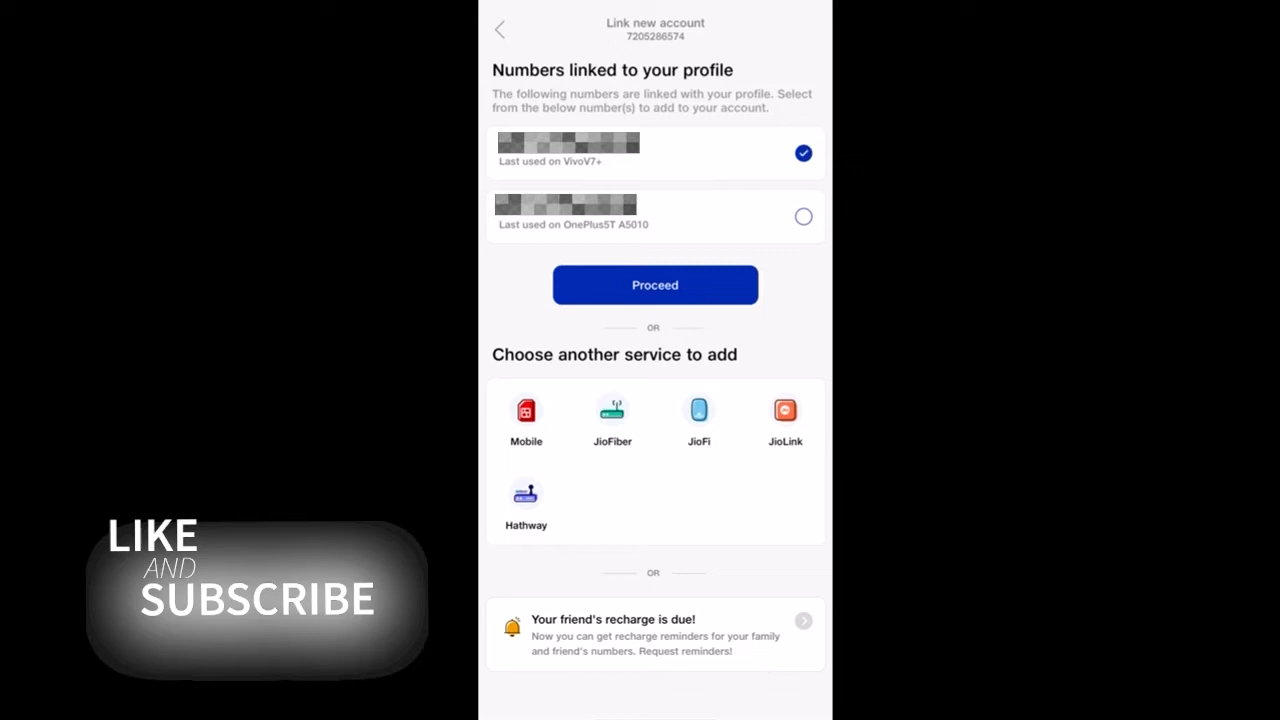 Link new account
7205286574
Numbers linked to your profile
The following numbers are linked with your profile. Select
from the below number(s) to add to your account.
Last used on VivoV7+
Last used on OnePlus5T A5010
Proceed
OR
Choose another service to add
Mobile JioFiber JioFi JioLink
Hathway
OR
Your friend's recharge is due!
Now you can get recharge reminders for your family
and friend's numbers. Request reminders!
LIKE
AND
SUBSCRIBE